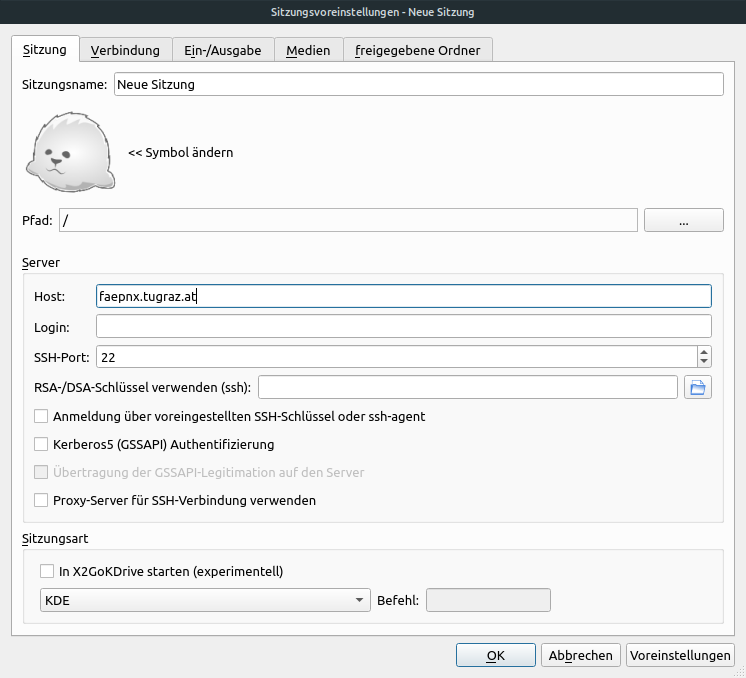 Sitzungsvoreinstellungen - Neue Sitzung
Sitzung Verbindung Ein-/Ausgabe Medien freigegebene Ordner
Sitzungsname: Neue Sitzung
<< Symbol ändern
Pfad: / ...
Server
Host: faepnx.tugraz.at
Login:
SSH-Port: 22
RSA-/DSA-Schlüssel verwenden (ssh):
Anmeldung über voreingestellten SSH-Schlüssel oder ssh-agent
Kerberos5 (GSSAPI) Authentifizierung
Übertragung der GSSAPI-Legitimation auf den Server
Proxy-Server für SSH-Verbindung verwenden
Sitzungsart
In X2GoKDrive starten (experimentell)
KDE Befehl:
OK Abbrechen Voreinstellungen